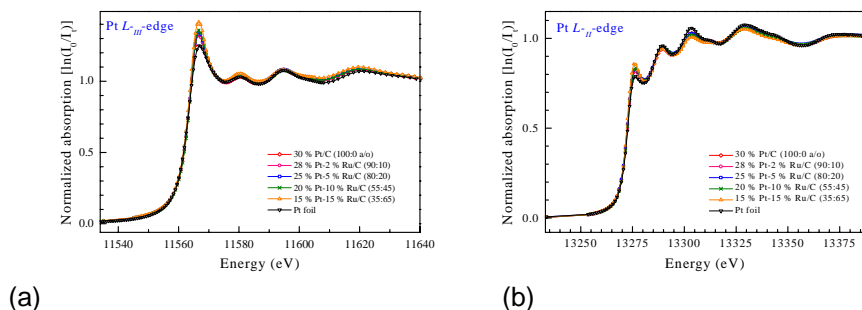 Pt L-III-edge
Normalized absorption [ln(I0/It)]
1.0
0.5
0.0
30 % Pt/C (100:0 a/o)
28 % Pt-2 % Ru/C (90:10)
25 % Pt-5 % Ru/C (80:20)
20 % Pt-10 % Ru/C (55:45)
15 % Pt-15 % Ru/C (35:65)
Pt foil
11540 11560 11580 11600 11620 11640
Energy (eV)
(a)
Pt L-II-edge
Normalized absorption [ln(I0/It)]
1.0
0.5
0.0
30 % Pt/C (100:0 a/o)
28 % Pt-2 % Ru/C (90:10)
25 % Pt-5 % Ru/C (80:20)
20 % Pt-10 % Ru/C (55:45)
15 % Pt-15 % Ru/C (35:65)
Pt foil
13250 13276 13303 13329 13356
Energy (eV)
(b)